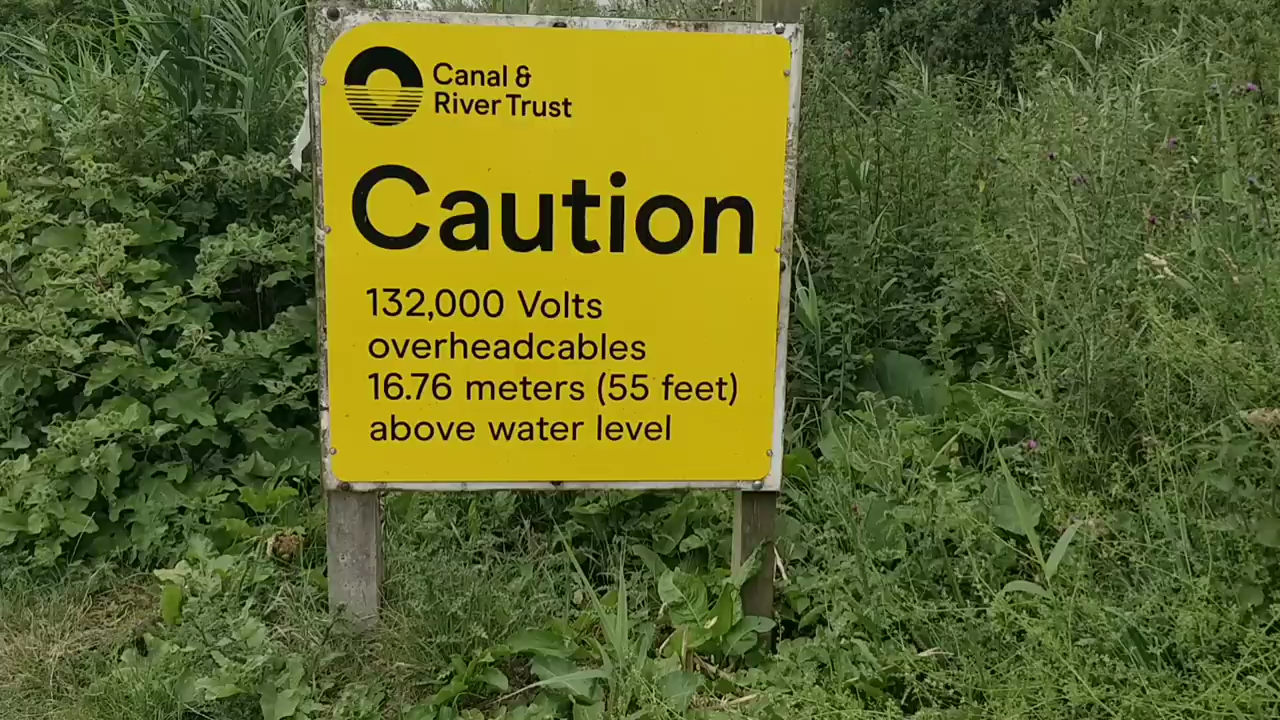 Canal &
River Trust
Caution
132,000 Volts
overheadcables
16.76 meters (55 feet)
above water level